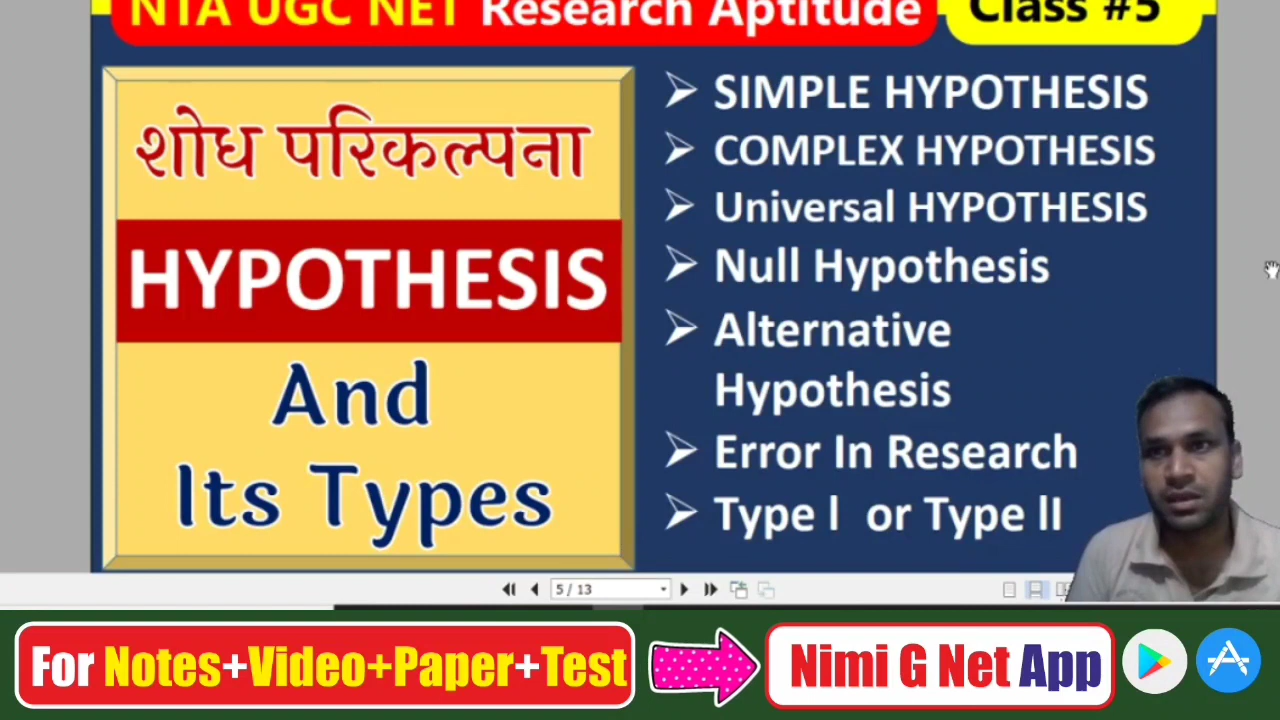 NTA UGC NET Research Aptitude
Class #5
शोध परिकल्पना
HYPOTHESIS
And
Its Types
SIMPLE HYPOTHESIS
COMPLEX HYPOTHESIS
Universal HYPOTHESIS
Null Hypothesis
Alternative
Hypothesis
Error In Research
Type l or Type lI
5 / 13
For Notes+Video+Paper+Test
Nimi G Net App